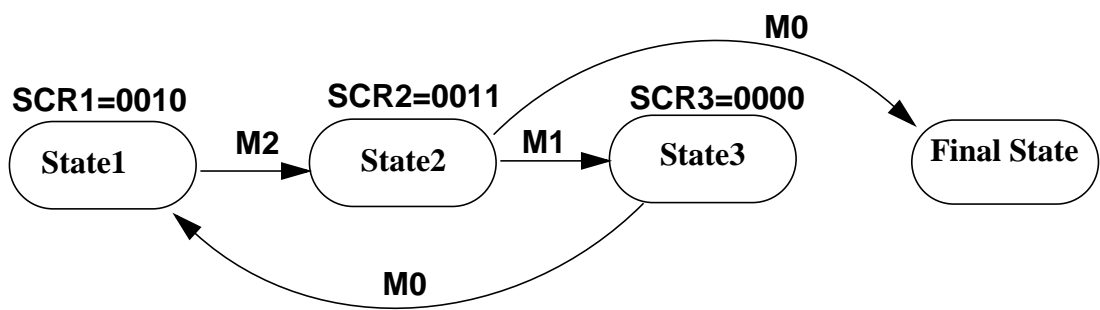 M0
SCR1=0010
SCR2=0011
SCR3=0000
State1
M2
State2
M1
State3
Final State
M0